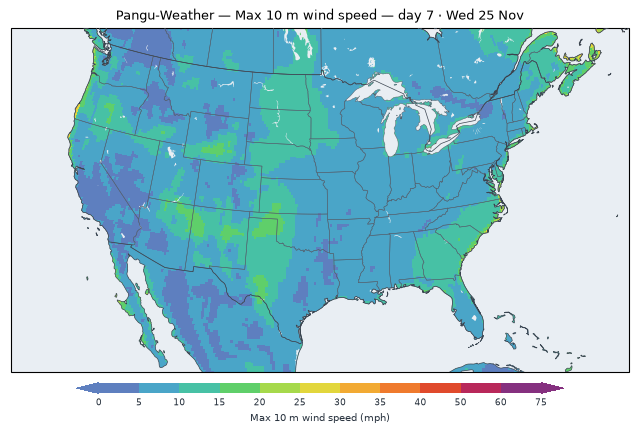 Pangu-Weather — Max 10 m wind speed — day 7 · Wed 25 Nov
0 5 10 15 20 25 30 35 40 50 60 75
Max 10 m wind speed (mph)